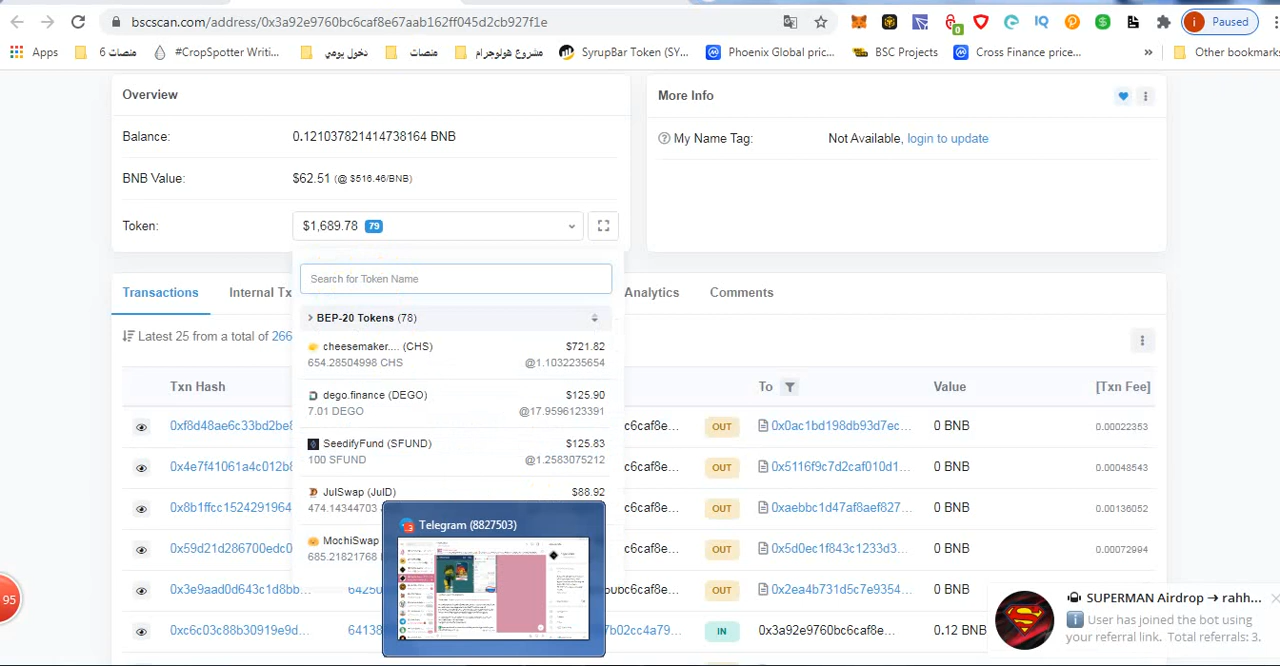 bscscan.com/address/0x3a92e9760bc6caf8e67aab162ff045d2cb927f1e
0
IQ
i Paused
Apps
منصات 6
#CropSpotter Writi...
دخول يومي
منصات
مشروع هولوجرام
SyrupBar Token (SY...
Phoenix Global pric...
BSC Projects
Cross Finance price...
»
Other bookmarks
Overview
Balance:
0.121037821414738164 BNB
BNB Value:
$62.51 (@ $516.46/BNB)
Token:
$1,689.78 79
Search for Token Name
BEP-20 Tokens (78)
cheesemaker.... (CHS) $721.82
654.28504998 CHS @1.1032235654
dego.finance (DEGO) $125.90
7.01 DEGO @17.9596123391
SeedifyFund (SFUND) $125.83
100 SFUND @1.2583075212
JulSwap (JulD) $88.92
474.14344703
MochiSwap
685.21821768
More Info
My Name Tag:
Not Available, login to update
Transactions Internal Tx Analytics Comments
Latest 25 from a total of 266
Txn Hash To Value [Txn Fee]
0xf8d48ae6c33bd2be8 c6caf8e... OUT 0x0ac1bd198db93d7ec... 0 BNB 0.00022353
0x4e7f41061a4c012b8 c6caf8e... OUT 0x5116f9c7d2caf010d1... 0 BNB 0.00048543
0x8b1ffcc1524291964 c6caf8e... OUT 0xaebbc1d47af8aef827... 0 BNB 0.00136052
0x59d21d286700edc0 c6caf8e... OUT 0x5d0ec1f843c1233d3... 0 BNB 0.00072994
0x3e9aad0d643c1d8bb... c6caf8e... OUT 0x2ea4b731d5c7e9354... 0 BNB
0xc6c03c88b30919e9d... 64138 7b02cc4a79... IN 0x3a92e9760bc6caf8e... 0.12 BNB
Telegram (8827503)
95
SUPERMAN Airdrop → rahh...
User has joined the bot using
your referral link. Total referrals: 3.